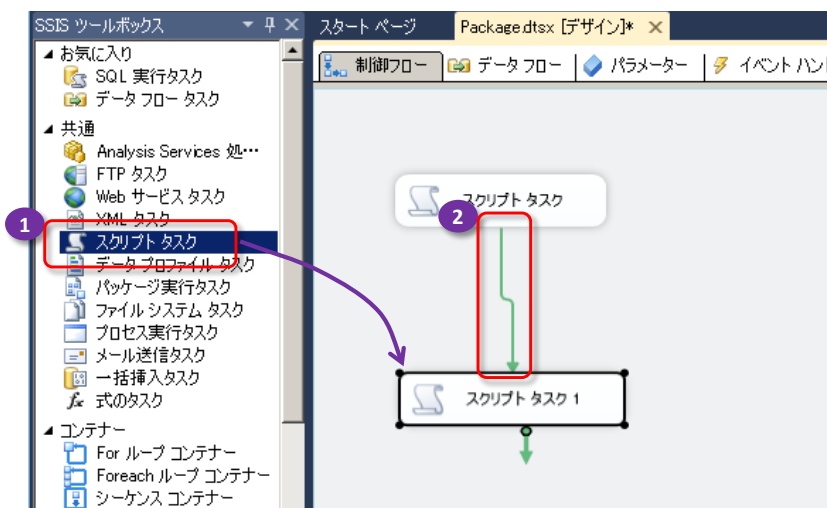 SSIS ツールボックス
スタート ページ
Package.dtsx [デザイン]*
お気に入り
SQL 実行タスク
データ フロー タスク
共通
Analysis Services 処…
FTP タスク
Web サービス タスク
XML タスク
スクリプト タスク
データ プロファイル タスク
パッケージ実行タスク
ファイル システム タスク
プロセス実行タスク
メール送信タスク
一括挿入タスク
fx 式のタスク
コンテナー
For ループ コンテナー
Foreach ループ コンテナー
シーケンス コンテナー
1
制御フロー
データ フロー
パラメーター
イベント ハン
スクリプト タスク
2
スクリプト タスク 1